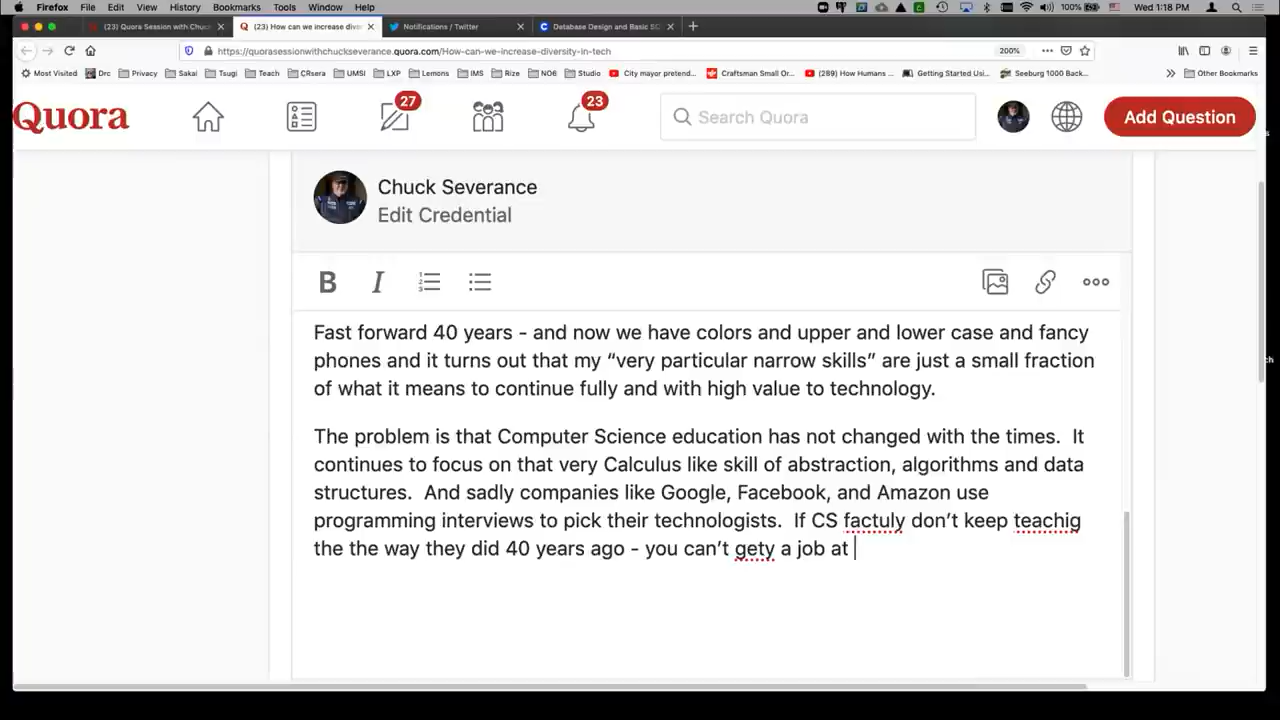 Firefox File Edit View History Bookmarks Tools Window Help 100% Wed 1:18 PM
(23) Quora Session with Chuck (23) How can we increase diver Notifications / Twitter Database Design and Basic SQ
https://quorasessionwithchuckseverance.quora.com/How-can-we-increase-diversity-in-tech 200%
Most Visited Drc Privacy Sakai Tsugi Teach CRsera UMSI LXP Lemons IMS Rize NO6 Studio City mayor pretend... Craftsman Small Or... (289) How Humans ... Getting Started Usi... Seeburg 1000 Back... Other Bookmarks
Quora 27 23 Search Quora Add Question
Chuck Severance
Edit Credential
B I
Fast forward 40 years - and now we have colors and upper and lower case and fancy
phones and it turns out that my “very particular narrow skills” are just a small fraction
of what it means to continue fully and with high value to technology.
The problem is that Computer Science education has not changed with the times. It
continues to focus on that very Calculus like skill of abstraction, algorithms and data
structures. And sadly companies like Google, Facebook, and Amazon use
programming interviews to pick their technologists. If CS factuly don’t keep teachig
the the way they did 40 years ago - you can’t gety a job at